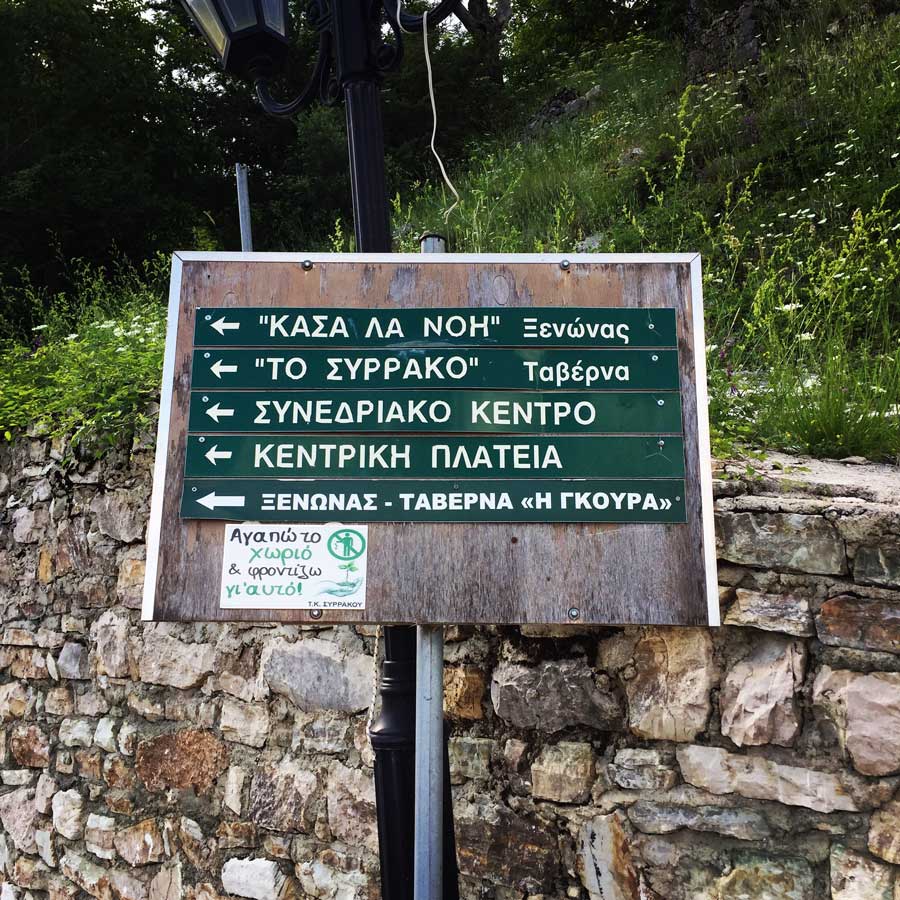 "ΚΑΣΑ ΛΑ ΝΟΗ" Ξενώνας
"ΤΟ ΣΥΡΡΑΚΟ" Ταβέρνα
ΣΥΝΕΔΡΙΑΚΟ ΚΕΝΤΡΟ
ΚΕΝΤΡΙΚΗ ΠΛΑΤΕΙΑ
ΞΕΝΩΝΑΣ - ΤΑΒΕΡΝΑ «Η ΓΚΟΥΡΑ»
Αγαπώ το
χωριό
& φροντίζω
γι'αυτό!
Τ.Κ. ΣΥΡΡΑΚΟΥ